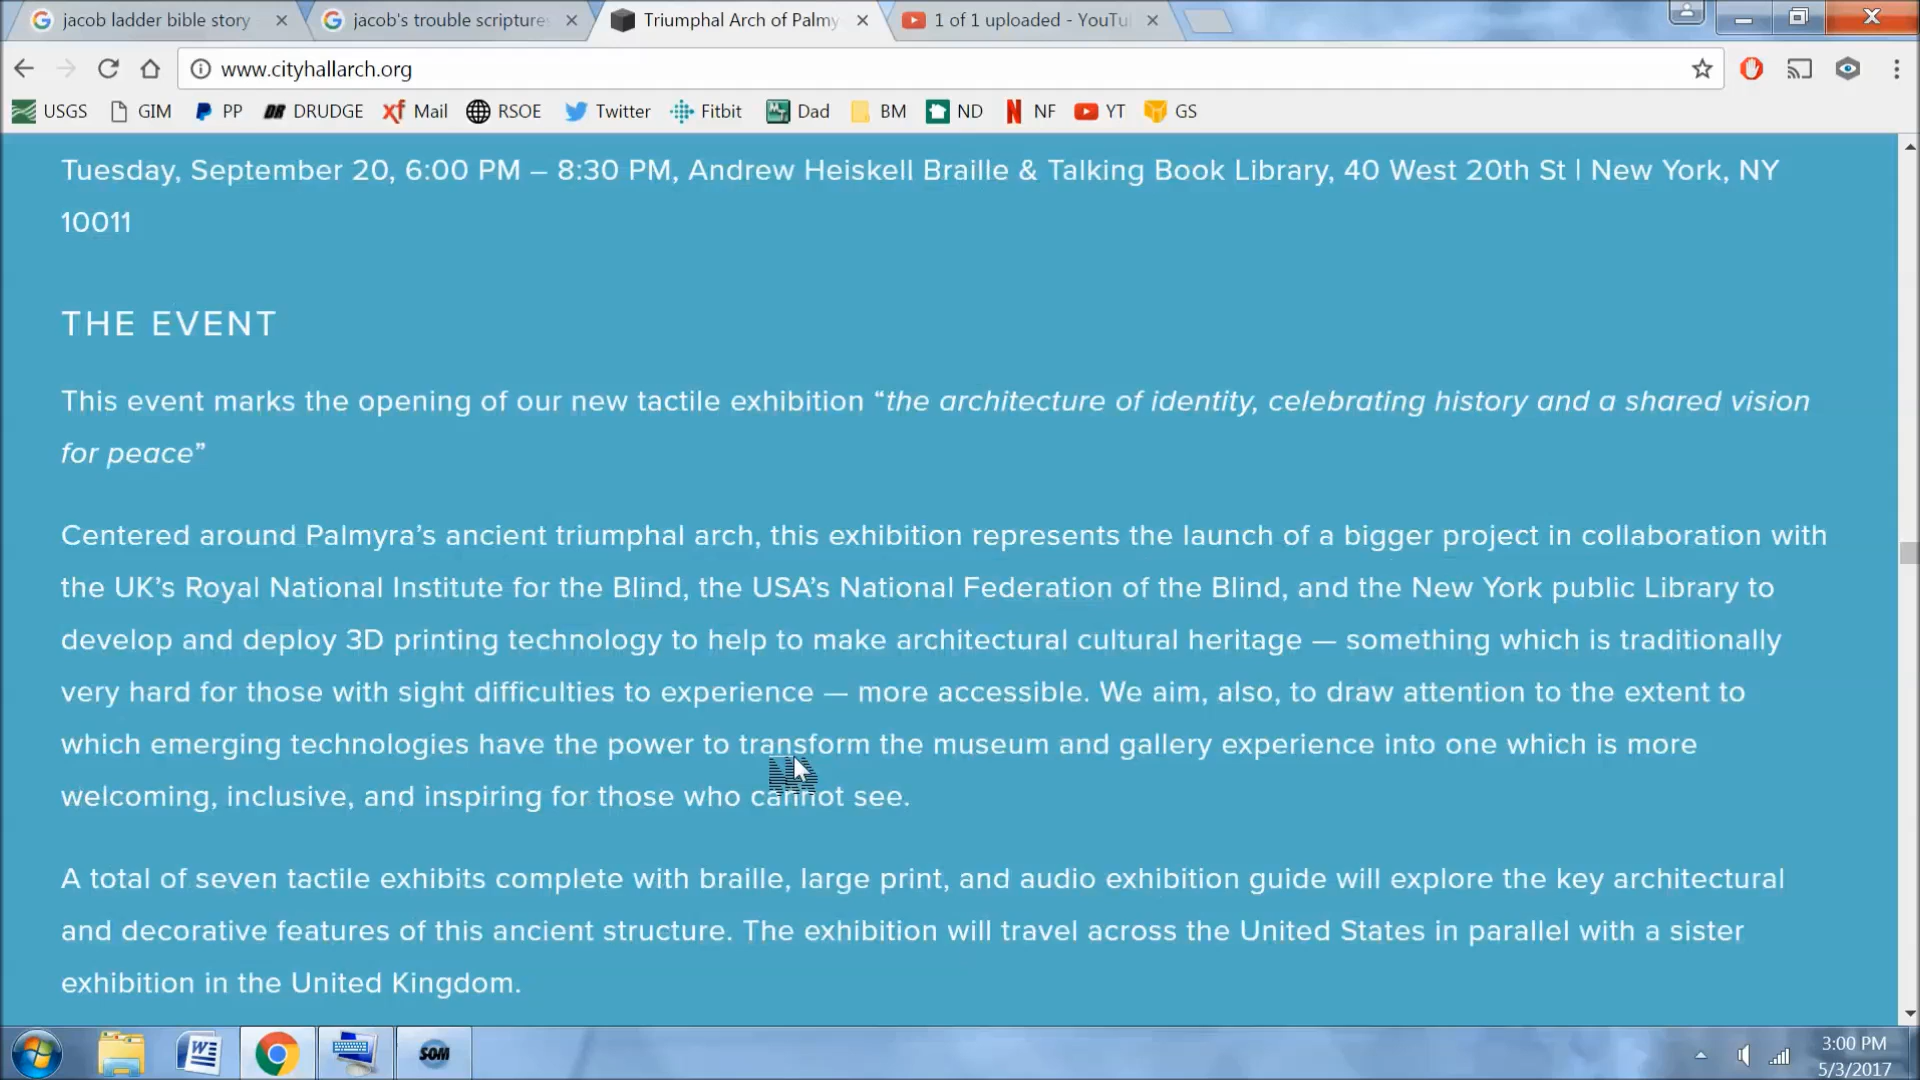 jacob ladder bible story
jacob's trouble scripture
Triumphal Arch of Palmy
1 of 1 uploaded - YouTu
www.cityhallarch.org
USGS GIM PP DRUDGE Mail RSOE Twitter Fitbit Dad BM ND NF YT GS
Tuesday, September 20, 6:00 PM – 8:30 PM, Andrew Heiskell Braille & Talking Book Library, 40 West 20th St | New York, NY
10011
THE EVENT
This event marks the opening of our new tactile exhibition “the architecture of identity, celebrating history and a shared vision
for peace”
Centered around Palmyra’s ancient triumphal arch, this exhibition represents the launch of a bigger project in collaboration with
the UK’s Royal National Institute for the Blind, the USA’s National Federation of the Blind, and the New York public Library to
develop and deploy 3D printing technology to help to make architectural cultural heritage — something which is traditionally
very hard for those with sight difficulties to experience — more accessible. We aim, also, to draw attention to the extent to
which emerging technologies have the power to transform the museum and gallery experience into one which is more
welcoming, inclusive, and inspiring for those who cannot see.
A total of seven tactile exhibits complete with braille, large print, and audio exhibition guide will explore the key architectural
and decorative features of this ancient structure. The exhibition will travel across the United States in parallel with a sister
exhibition in the United Kingdom.
SOM
3:00 PM
5/3/2017